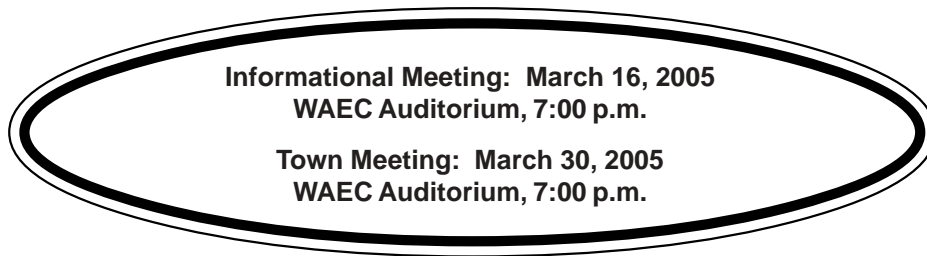 Informational Meeting:  March 16, 2005
WAEC Auditorium, 7:00 p.m.
Town Meeting:  March 30, 2005
WAEC Auditorium, 7:00 p.m.